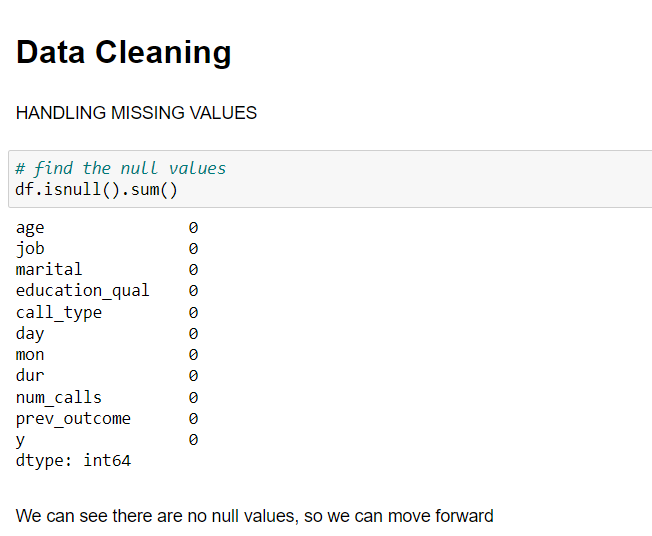 Data Cleaning
HANDLING MISSING VALUES
# find the null values
df.isnull().sum()
age 0
job 0
marital 0
education_qual 0
call_type 0
day 0
mon 0
dur 0
num_calls 0
prev_outcome 0
y 0
dtype: int64
We can see there are no null values, so we can move forward